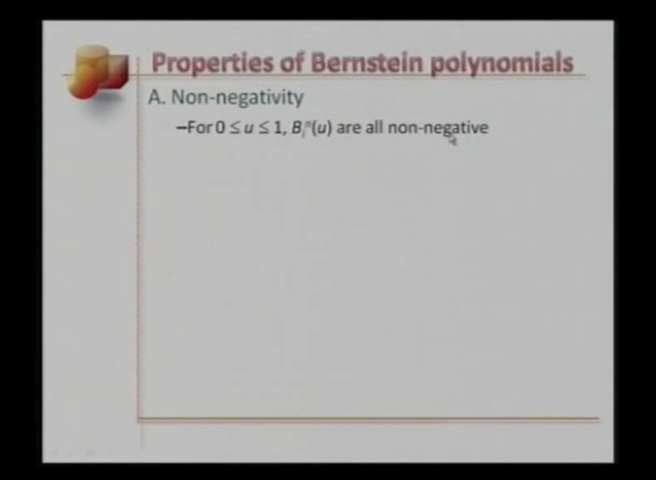 Properties of Bernstein polynomials
A. Non-negativity
–For 0 ≤ u ≤ 1, Bᵢⁿ(u) are all non-negative